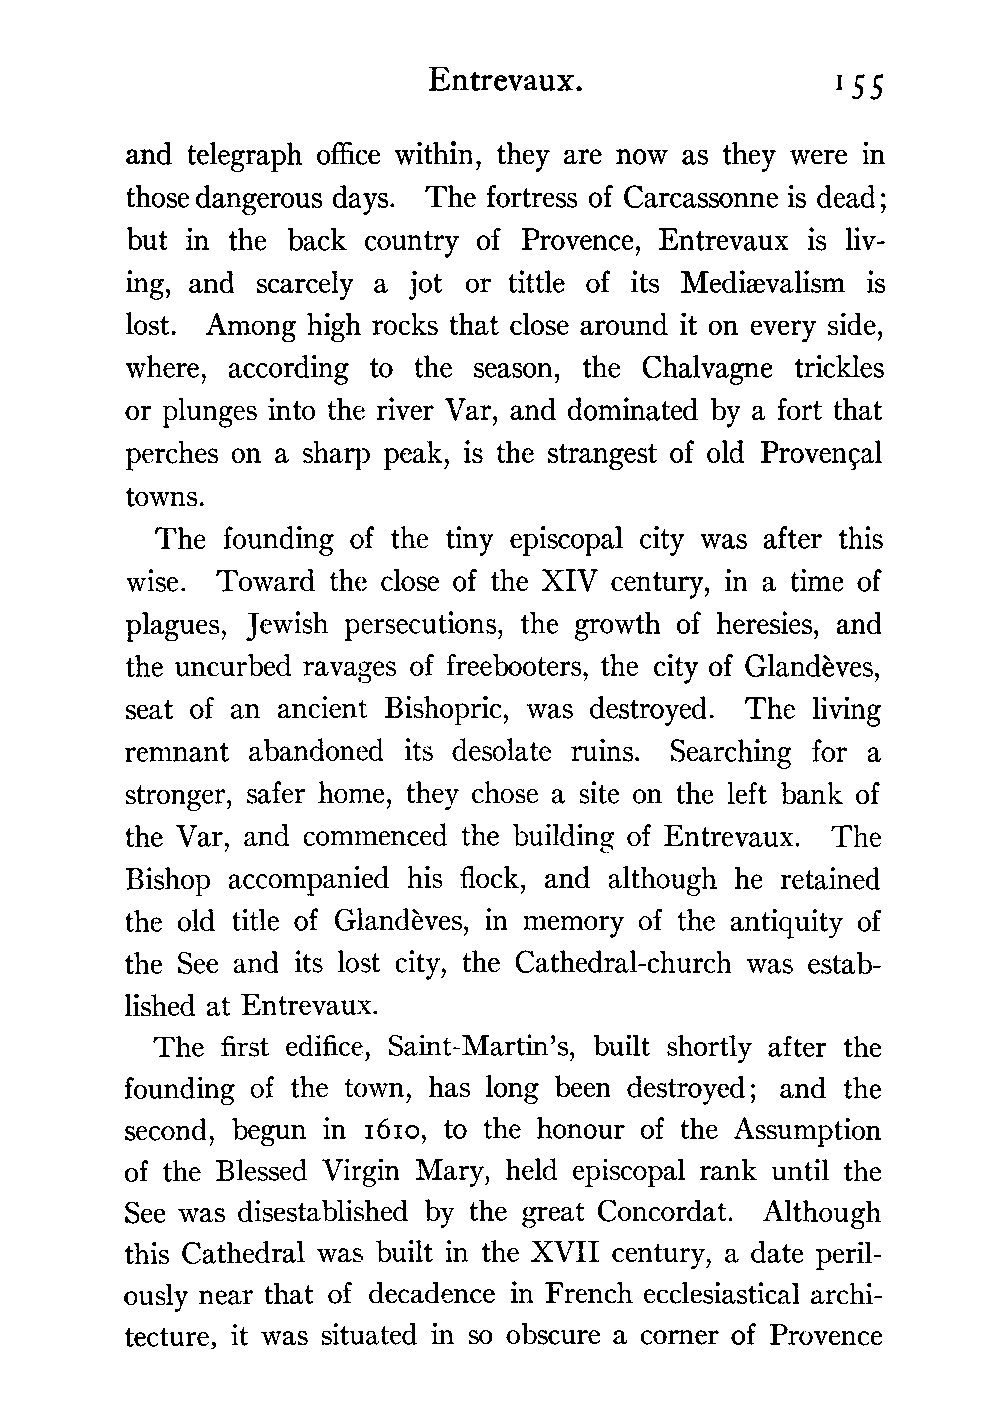 Entrevaux. 155
and telegraph office within, they are now as they were in
those dangerous days. The fortress of Carcassonne is dead;
but in the back country of Provence, Entrevaux is liv-
ing, and scarcely a jot or tittle of its Mediævalism is
lost. Among high rocks that close around it on every side,
where, according to the season, the Chalvagne trickles
or plunges into the river Var, and dominated by a fort that
perches on a sharp peak, is the strangest of old Provençal
towns.
The founding of the tiny episcopal city was after this
wise. Toward the close of the XIV century, in a time of
plagues, Jewish persecutions, the growth of heresies, and
the uncurbed ravages of freebooters, the city of Glandèves,
seat of an ancient Bishopric, was destroyed. The living
remnant abandoned its desolate ruins. Searching for a
stronger, safer home, they chose a site on the left bank of
the Var, and commenced the building of Entrevaux. The
Bishop accompanied his flock, and although he retained
the old title of Glandèves, in memory of the antiquity of
the See and its lost city, the Cathedral-church was estab-
lished at Entrevaux.
The first edifice, Saint-Martin's, built shortly after the
founding of the town, has long been destroyed; and the
second, begun in 1610, to the honour of the Assumption
of the Blessed Virgin Mary, held episcopal rank until the
See was disestablished by the great Concordat. Although
this Cathedral was built in the XVII century, a date peril-
ously near that of decadence in French ecclesiastical archi-
tecture, it was situated in so obscure a corner of Provence